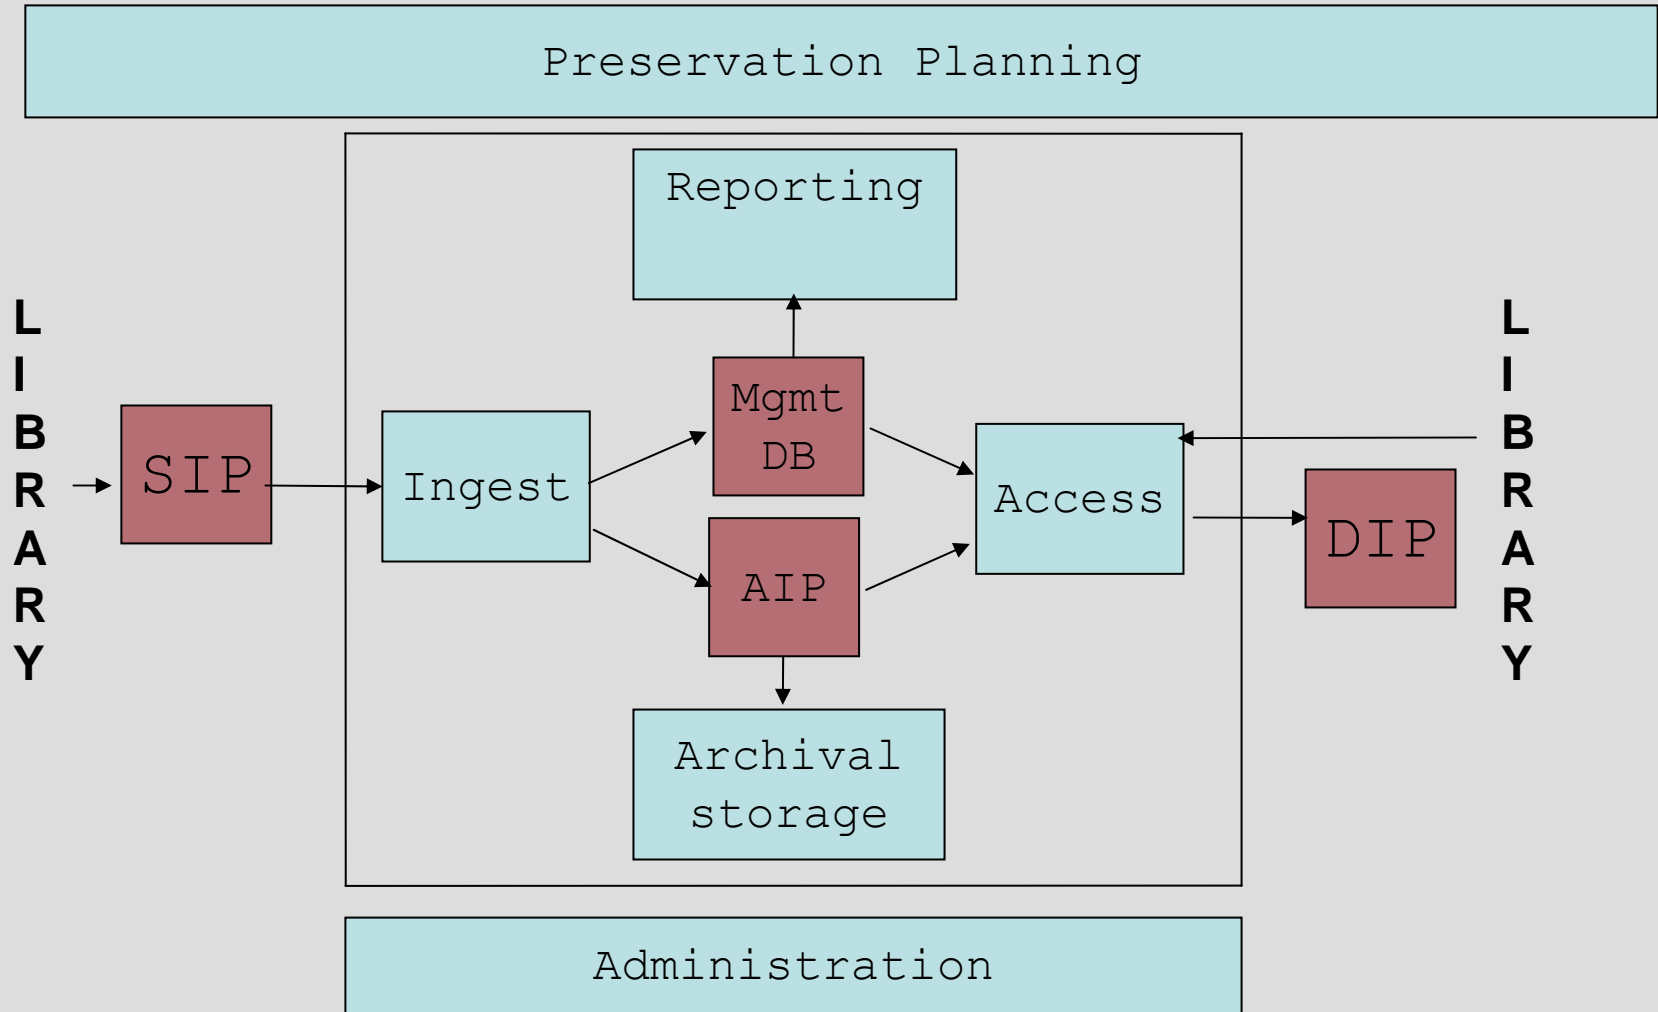 Preservation Planning
Reporting
L
I
B
R
A
R
Y
SIP
Ingest
Mgmt
DB
AIP
Access
DIP
L
I
B
R
A
R
Y
Archival
storage
Administration